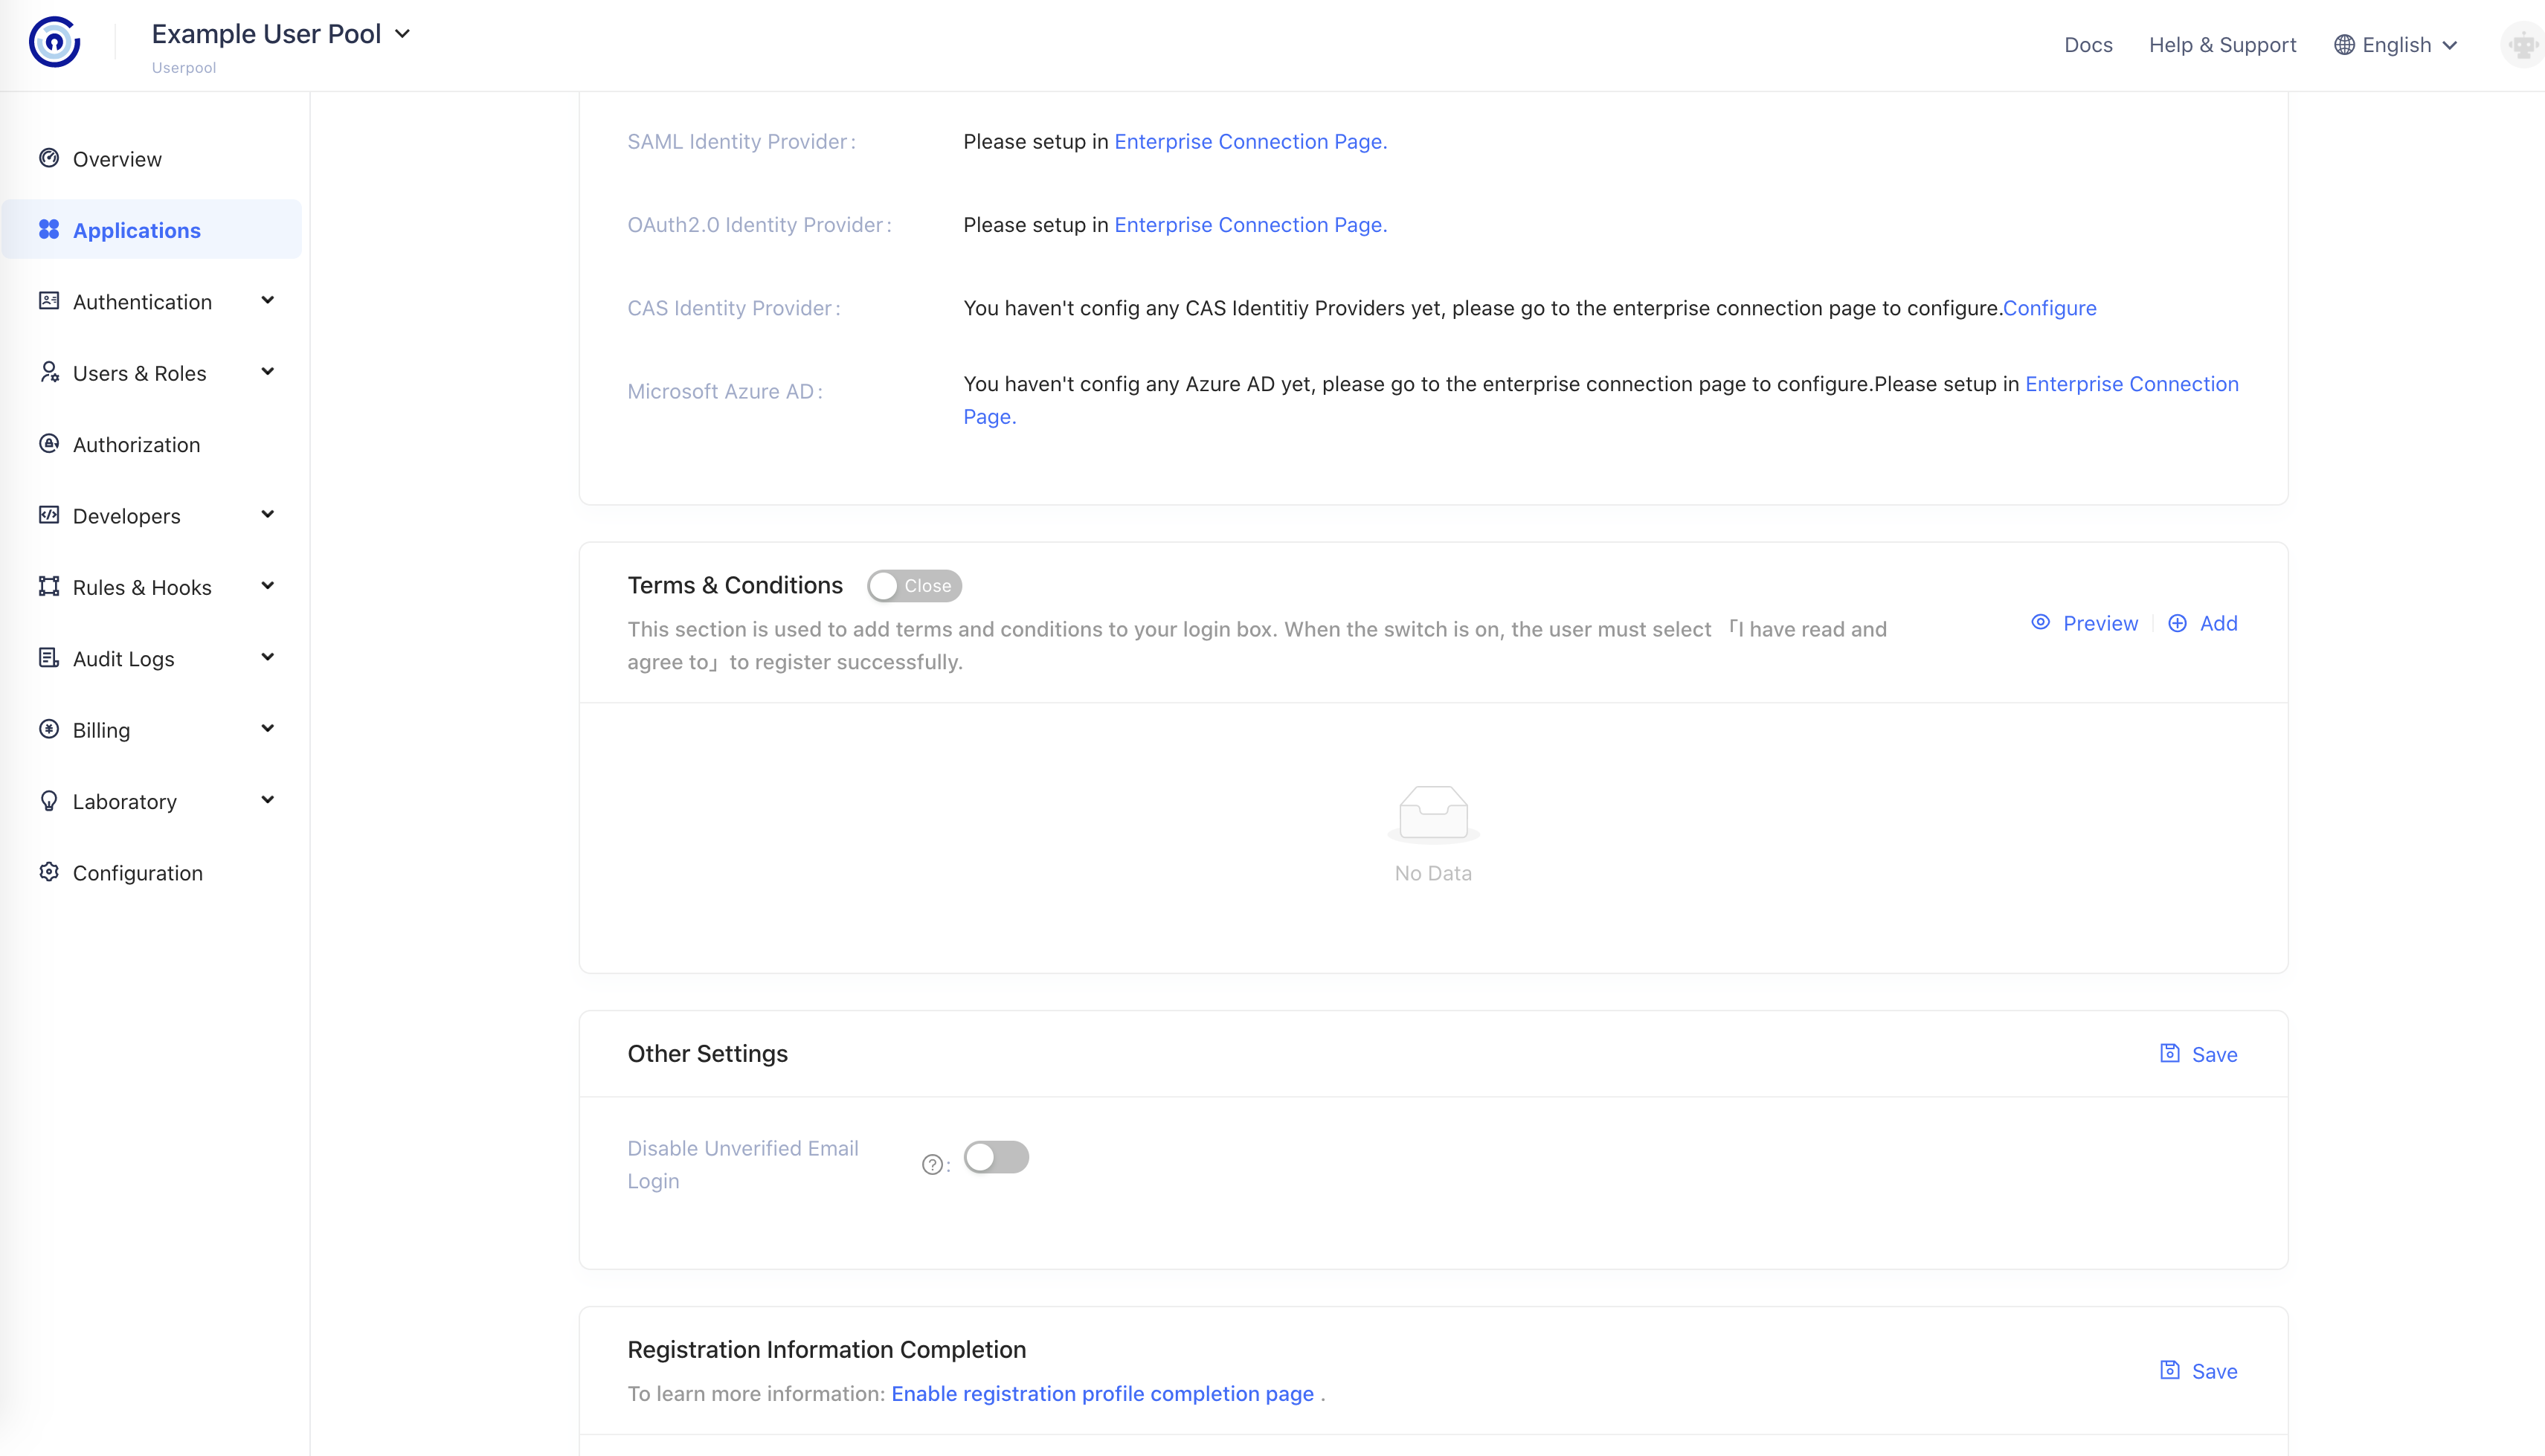 Example User Pool
Userpool
Docs
Help & Support
English
Overview
Applications
Authentication
Users & Roles
Authorization
Developers
Rules & Hooks
Audit Logs
Billing
Laboratory
Configuration
SAML Identity Provider:
Please setup in Enterprise Connection Page.
OAuth2.0 Identity Provider:
Please setup in Enterprise Connection Page.
CAS Identity Provider:
You haven't config any CAS Identitiy Providers yet, please go to the enterprise connection page to configure.Configure
Microsoft Azure AD:
You haven't config any Azure AD yet, please go to the enterprise connection page to configure.Please setup in Enterprise Connection
Page.
Terms & Conditions
Close
This section is used to add terms and conditions to your login box. When the switch is on, the user must select 「I have read and
agree to」 to register successfully.
Preview
Add
No Data
Other Settings
Save
Disable Unverified Email
Login
?:
Registration Information Completion
To learn more information: Enable registration profile completion page .
Save